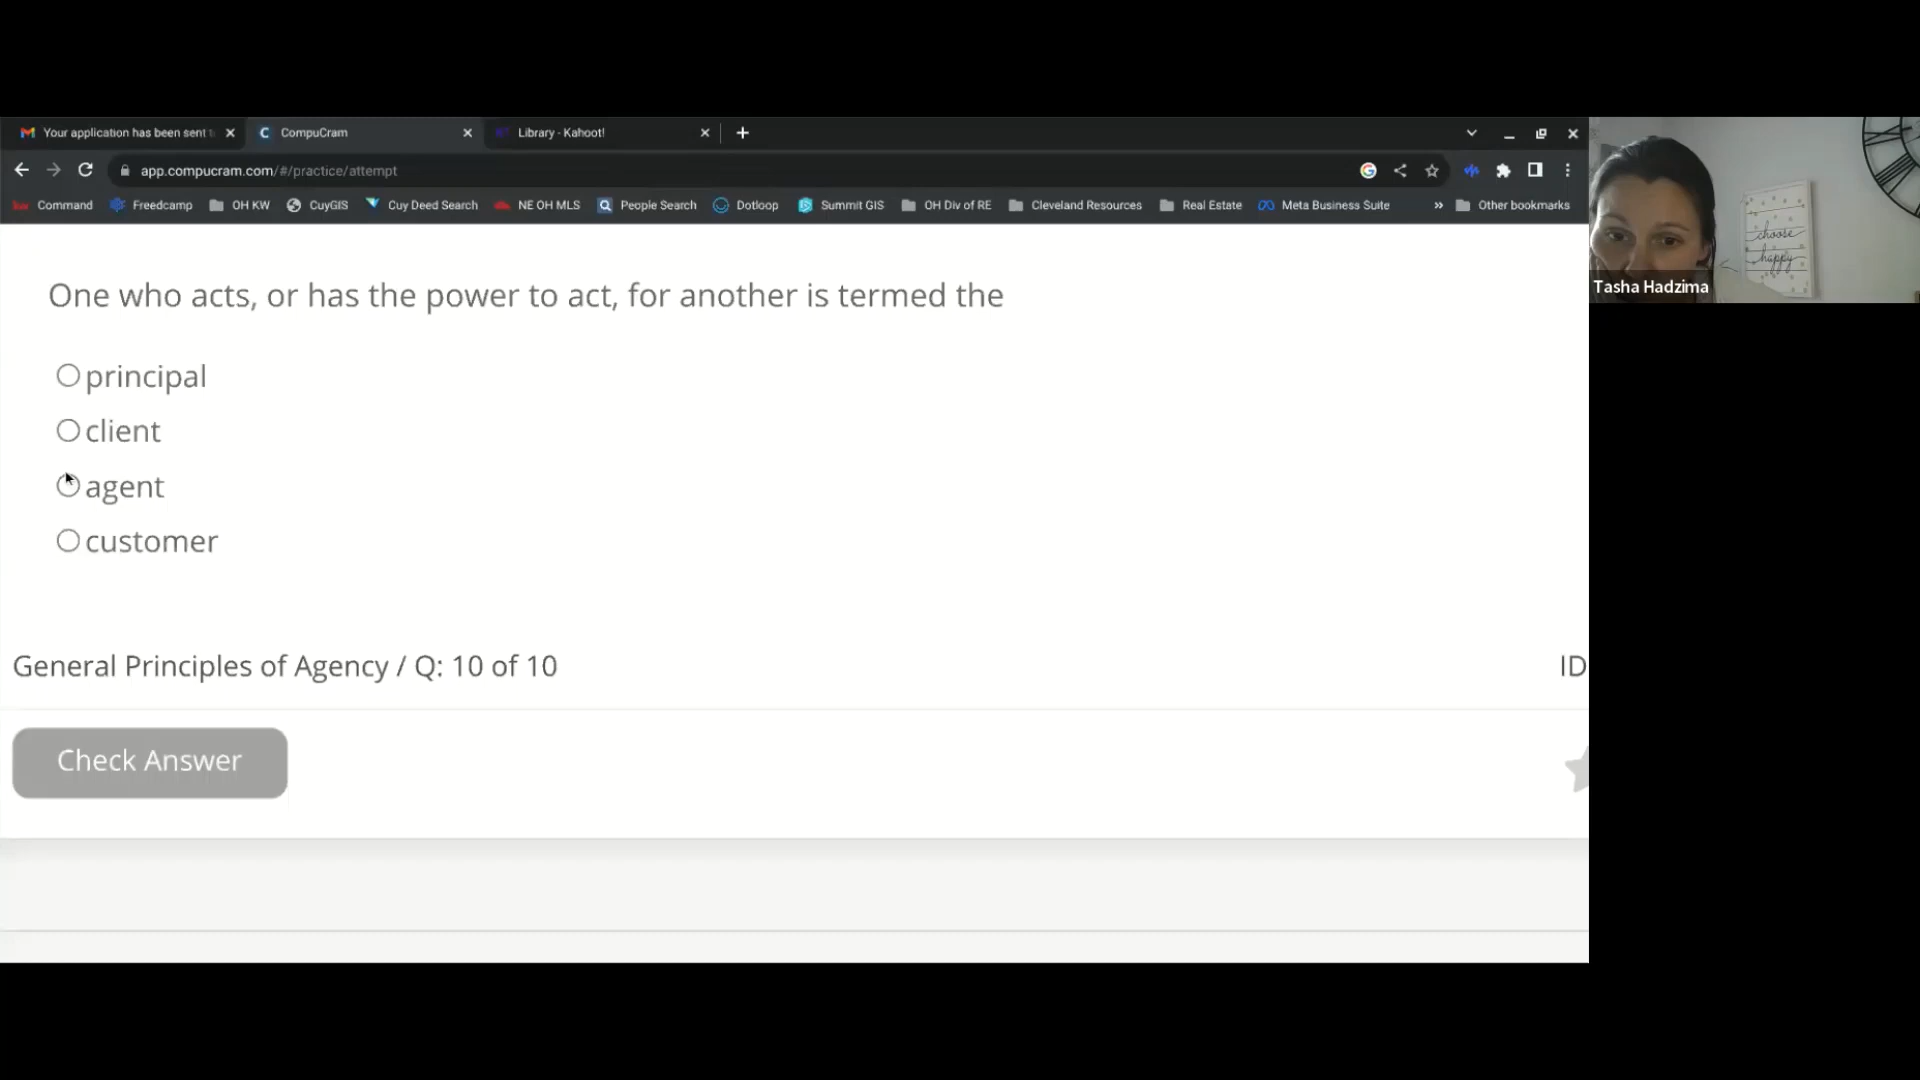 Your application has been sent t
CompuCram
Library - Kahoot!
app.compucram.com/#/practice/attempt
Command
Freedcamp
OH KW
CuyGIS
Cuy Deed Search
NE OH MLS
People Search
Dotloop
Summit GIS
OH Div of RE
Cleveland Resources
Real Estate
Meta Business Suite
»
Other bookmarks
choose
happy
Tasha Hadzima
One who acts, or has the power to act, for another is termed the
principal
client
agent
customer
General Principles of Agency / Q: 10 of 10
ID
Check Answer